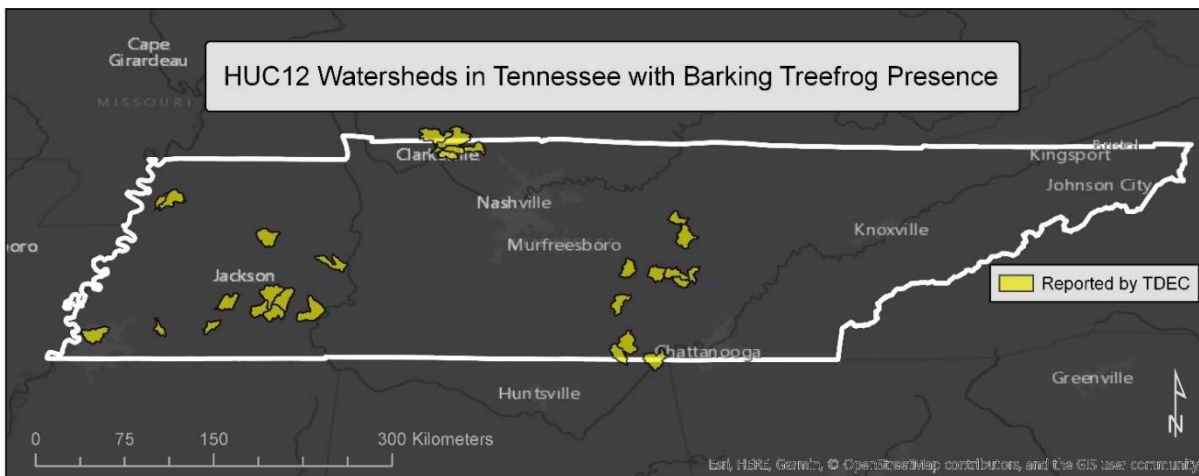 Cape
Girardeau
HUC12 Watersheds in Tennessee with Barking Treefrog Presence
MISSOURI
Clarksville
Bristol
Kingsport
Johnson City
Nashville
Knoxville
oro
Murfreesboro
Jackson
Reported by TDEC
Chattanooga
Huntsville
Greenville
N
0 75 150 300 Kilometers
Esri, HERE, Garmin, © OpenStreetMap contributors, and the GIS user community